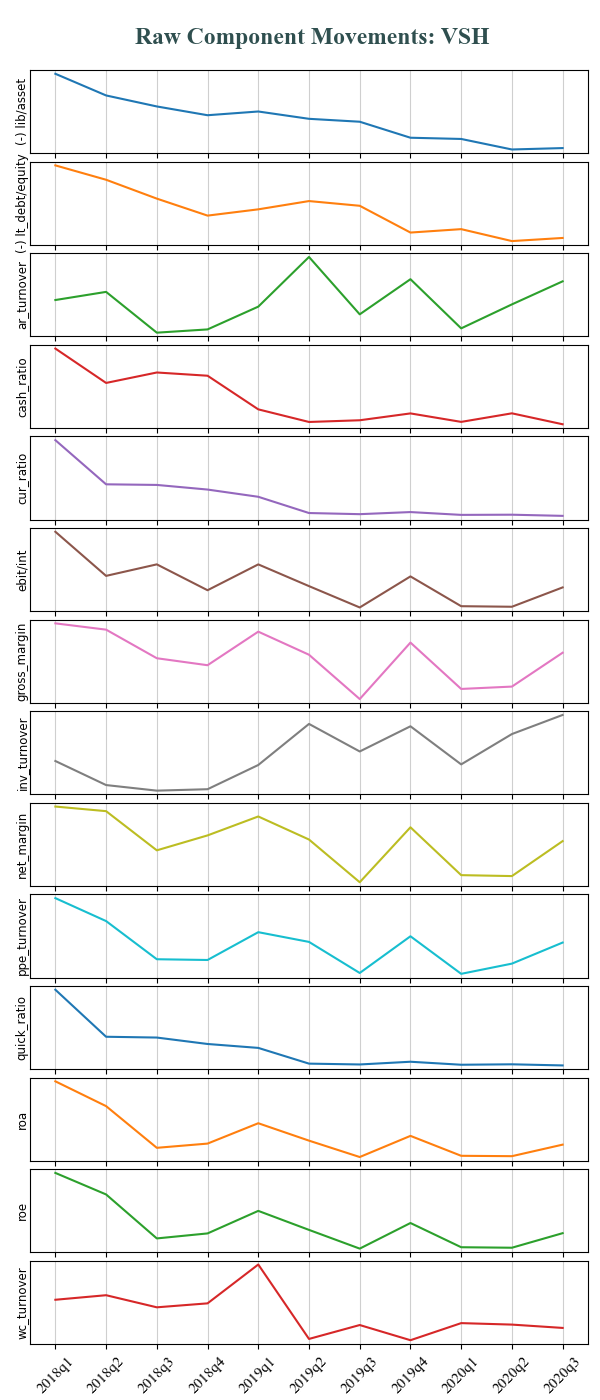 Raw Component Movements: VSH
(-) lib/asset
(-) lt_debt/equity
ar_turnover
cash_ratio
cur_ratio
ebit/int
gross_margin
inv_turnover
net_margin
ppe_turnover
quick_ratio
roa
roe
wc_turnover
2018q1 2018q2 2018q3 2018q4 2019q1 2019q2 2019q3 2019q4 2020q1 2020q2 2020q3